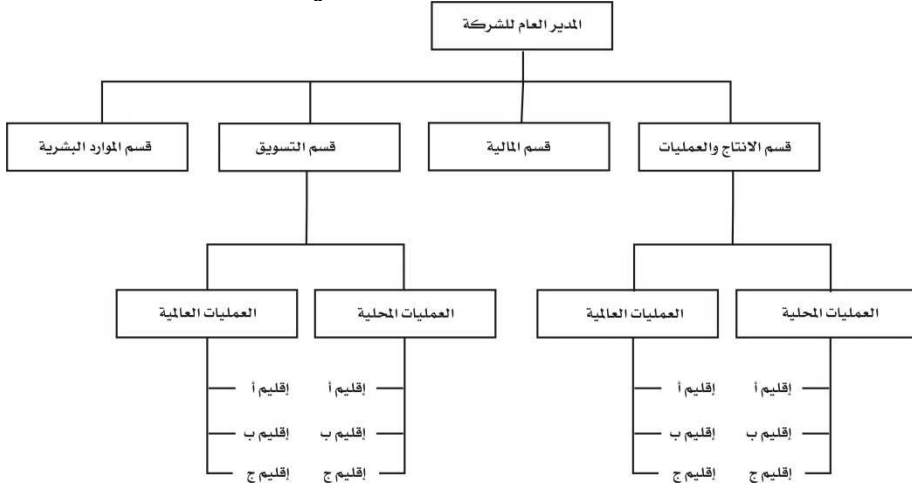 المدير العام للشركة
قسم الانتاج والعمليات
قسم المالية
قسم التسويق
قسم الموارد البشرية
العمليات المحلية
العمليات العالمية
العمليات المحلية
العمليات العالمية
إقليم أ
إقليم أ
إقليم أ
إقليم أ
إقليم ب
إقليم ب
إقليم ب
إقليم ب
إقليم ج
إقليم ج
إقليم ج
إقليم ج